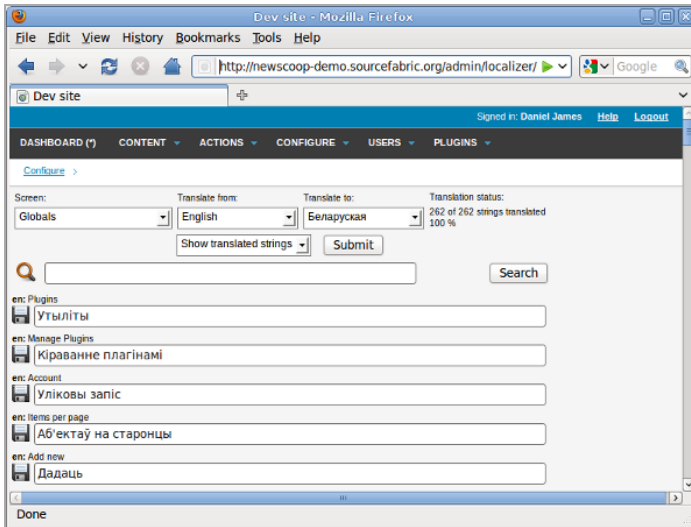 Dev site - Mozilla Firefox
File Edit View History Bookmarks Tools Help
http://newscoop-demo.sourcefabric.org/admin/localizer/ Google
Dev site
Signed in: Daniel James Help Logout
DASHBOARD (*) CONTENT ACTIONS CONFIGURE USERS PLUGINS
Configure >
Screen: Translate from: Translate to: Translation status:
Globals English Беларуская 262 of 262 strings translated
100 %
Show translated strings Submit
Search
en: Plugins
Утыліты
en: Manage Plugins
Кіраванне плагінамі
en: Account
Уліковы запіс
en: Items per page
Аб'ектаў на старонцы
en: Add new
Дадаць
Done